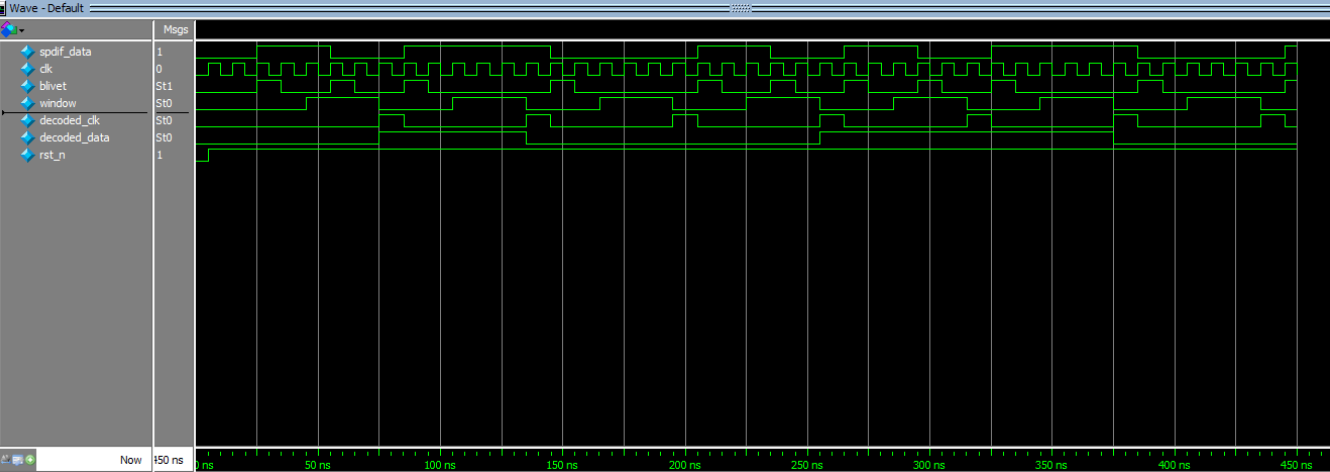 Wave - Default
Msgs
spdif_data 1
clk 0
blivet St1
window St0
decoded_clk St0
decoded_data St0
rst_n 1
Now 450 ns
ns 50 ns 100 ns 150 ns 200 ns 250 ns 300 ns 350 ns 400 ns 450 ns